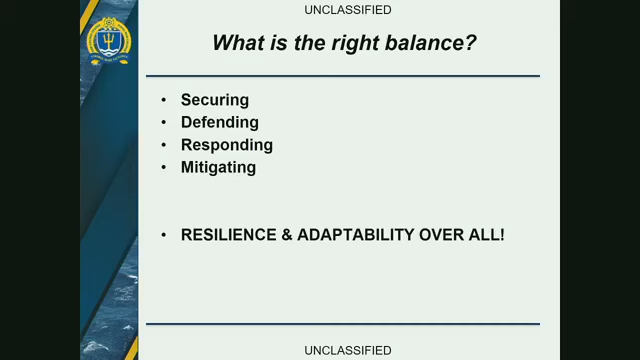 UNCLASSIFIED
What is the right balance?
• Securing
• Defending
• Responding
• Mitigating
• RESILIENCE & ADAPTABILITY OVER ALL!
UNCLASSIFIED